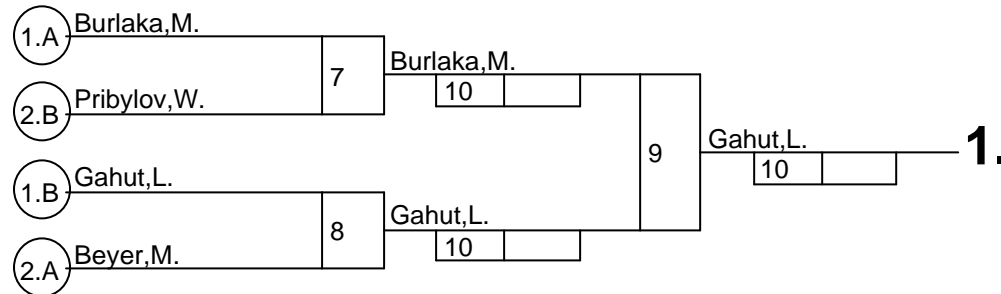 1.A Burlaka,M.
7
Burlaka,M.
10
2.B Pribylov,W.
9
Gahut,L.
10
1.
1.B Gahut,L.
8
Gahut,L.
10
2.A Beyer,M.